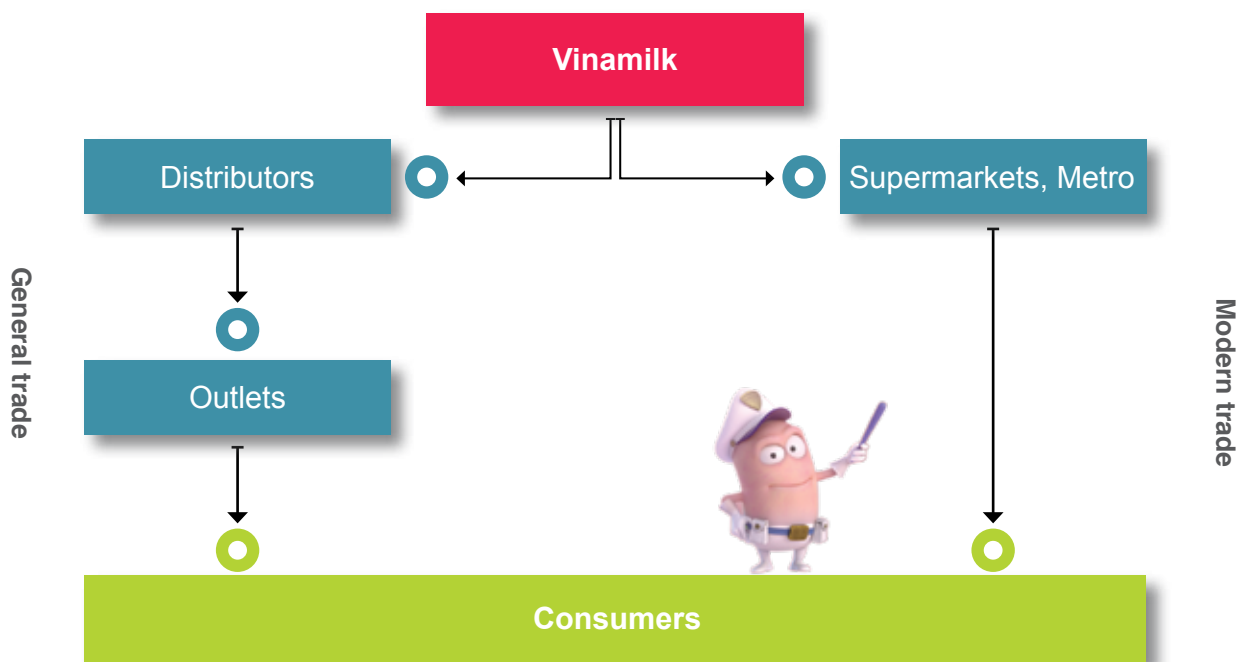 Vinamilk
Distributors
Supermarkets, Metro
General trade
Modern trade
Outlets
Consumers